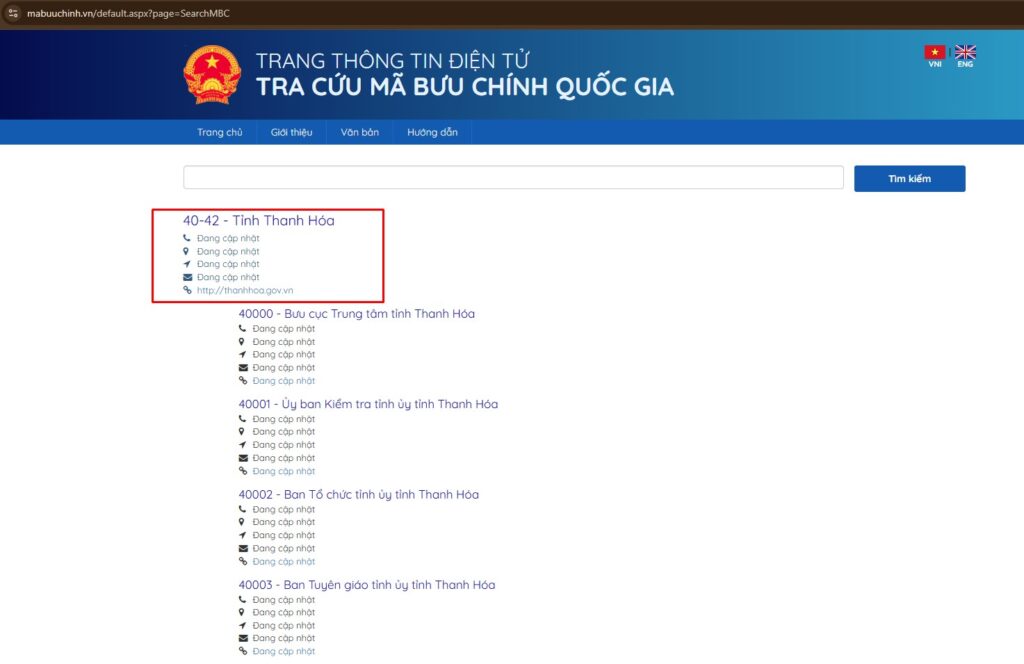 mabuuchinh.vn/default.aspx?page=SearchMBC
TRANG THÔNG TIN ĐIỆN TỬ
TRA CỨU MÃ BƯU CHÍNH QUỐC GIA
VNI | ENG
Trang chủ Giới thiệu Văn bản Hướng dẫn
Tìm kiếm
40-42 - Tỉnh Thanh Hóa
Đang cập nhật
Đang cập nhật
Đang cập nhật
Đang cập nhật
http://thanhhoa.gov.vn
40000 - Bưu cục Trung tâm tỉnh Thanh Hóa
Đang cập nhật
Đang cập nhật
Đang cập nhật
Đang cập nhật
Đang cập nhật
40001 - Ủy ban Kiểm tra tỉnh ủy tỉnh Thanh Hóa
Đang cập nhật
Đang cập nhật
Đang cập nhật
Đang cập nhật
Đang cập nhật
40002 - Ban Tổ chức tỉnh ủy tỉnh Thanh Hóa
Đang cập nhật
Đang cập nhật
Đang cập nhật
Đang cập nhật
Đang cập nhật
40003 - Ban Tuyên giáo tỉnh ủy tỉnh Thanh Hóa
Đang cập nhật
Đang cập nhật
Đang cập nhật
Đang cập nhật
Đang cập nhật